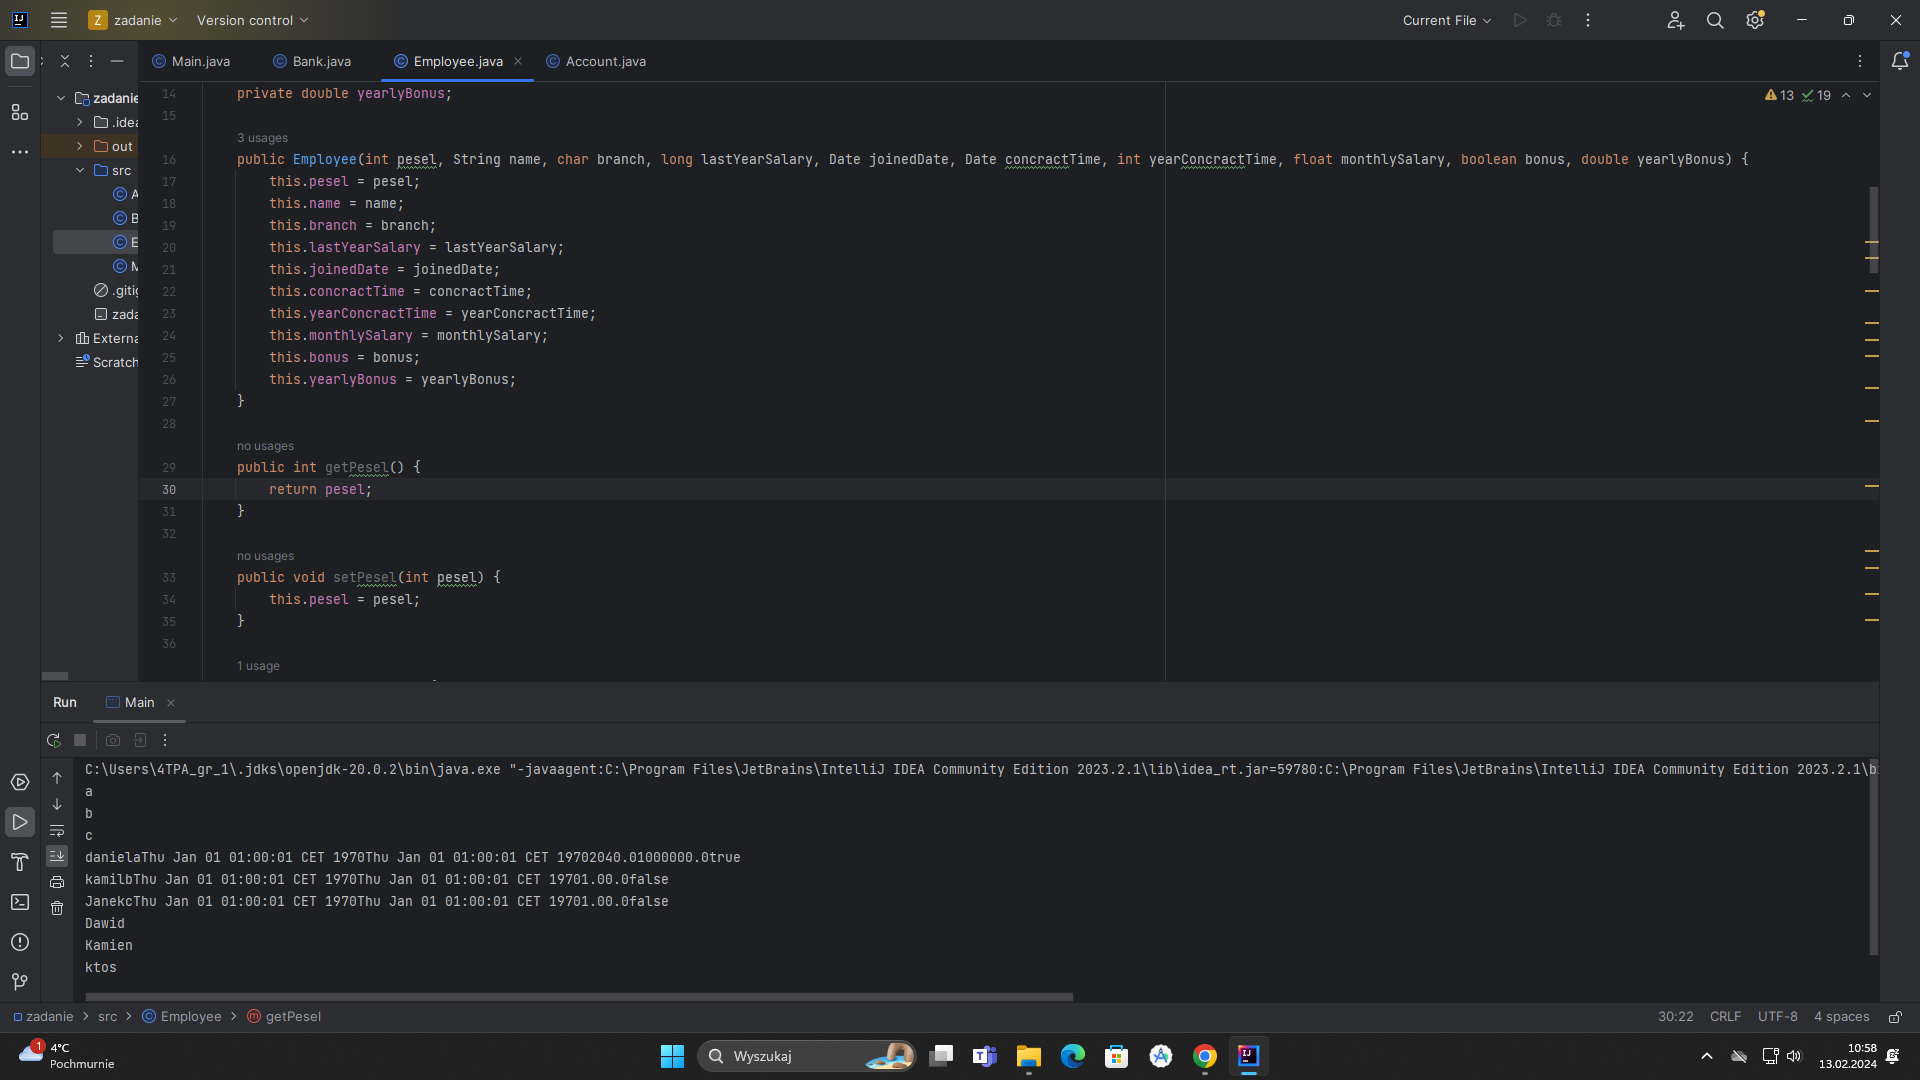 zadanie
Version control
Current File
Main.java
Bank.java
Employee.java
Account.java
zadanie
.idea
out
src
A
B
E
M
.gitig
zada
Externa
Scratch
13
19
14 private double yearlyBonus;
15
3 usages
16 public Employee(int pesel, String name, char branch, long lastYearSalary, Date joinedDate, Date concractTime, int yearConcractTime, float monthlySalary, boolean bonus, double yearlyBonus) {
17 this.pesel = pesel;
18 this.name = name;
19 this.branch = branch;
20 this.lastYearSalary = lastYearSalary;
21 this.joinedDate = joinedDate;
22 this.concractTime = concractTime;
23 this.yearConcractTime = yearConcractTime;
24 this.monthlySalary = monthlySalary;
25 this.bonus = bonus;
26 this.yearlyBonus = yearlyBonus;
27 }
28
no usages
29 public int getPesel() {
30 return pesel;
31 }
32
no usages
33 public void setPesel(int pesel) {
34 this.pesel = pesel;
35 }
36
1 usage
Run
Main
C:\Users\4TPA_gr_1\.jdks\openjdk-20.0.2\bin\java.exe "-javaagent:C:\Program Files\JetBrains\IntelliJ IDEA Community Edition 2023.2.1\lib\idea_rt.jar=59780:C:\Program Files\JetBrains\IntelliJ IDEA Community Edition 2023.2.1\b
a
b
c
danielaThu Jan 01 01:00:01 CET 1970Thu Jan 01 01:00:01 CET 19702040.01000000.0true
kamilbThu Jan 01 01:00:01 CET 1970Thu Jan 01 01:00:01 CET 19701.00.0false
JanekcThu Jan 01 01:00:01 CET 1970Thu Jan 01 01:00:01 CET 19701.00.0false
Dawid
Kamien
ktos
zadanie > src > Employee > getPesel
30:22 CRLF UTF-8 4 spaces
1
4°C
Pochmurnie
Wyszukaj
10:58
13.02.2024